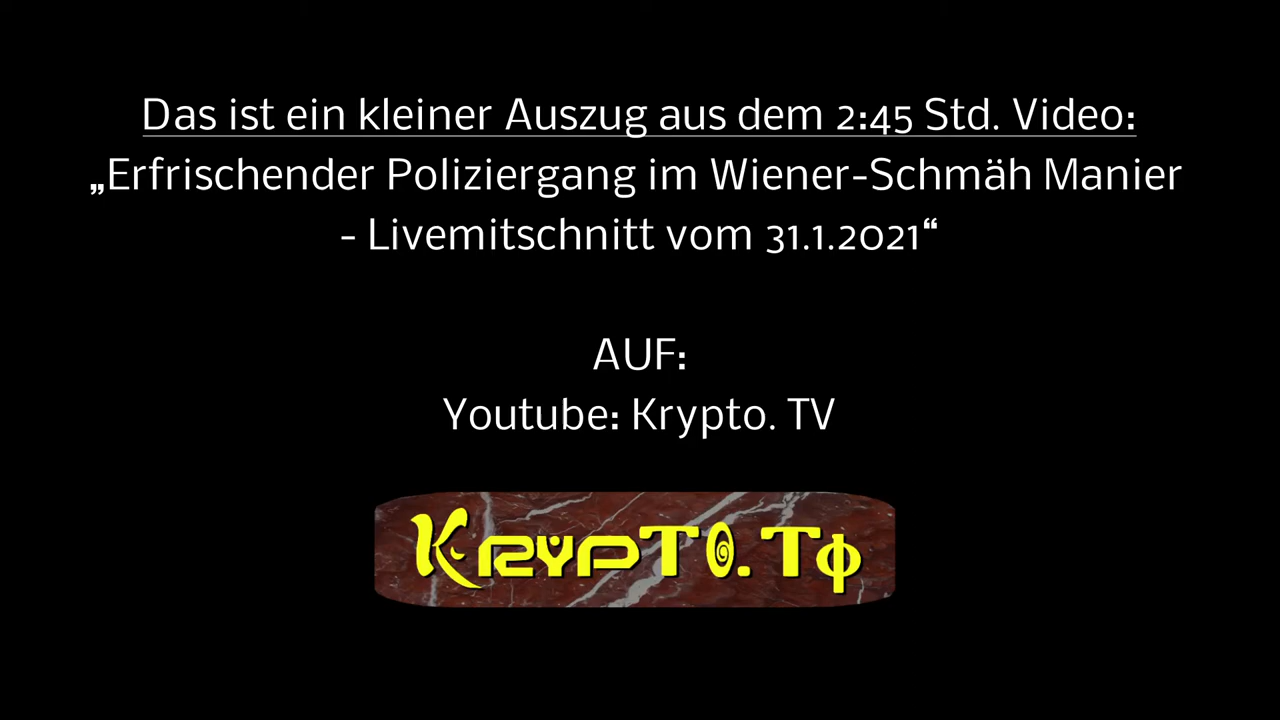 Das ist ein kleiner Auszug aus dem 2:45 Std. Video:
„Erfrischender Poliziergang im Wiener-Schmäh Manier
- Livemitschnitt vom 31.1.2021“
AUF:
Youtube: Krypto. TV
KRYPTO.Tφ